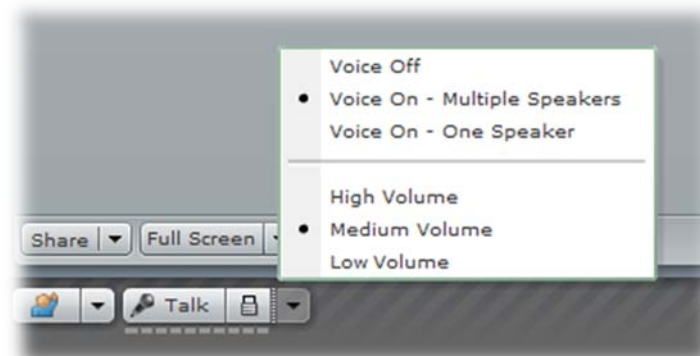 Voice Off
Voice On - Multiple Speakers
Voice On - One Speaker
High Volume
Medium Volume
Low Volume
Share
Full Screen
Talk